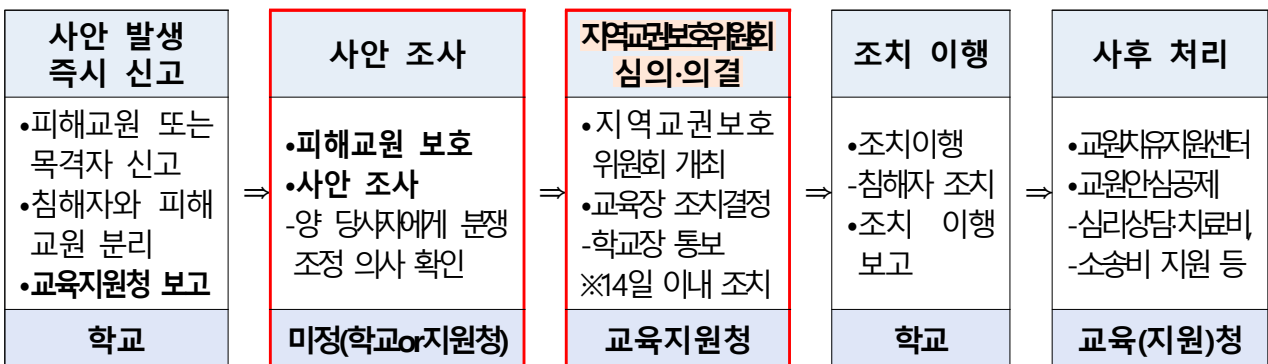 사안 발생
즉시 신고
•피해교원 또는
목격자 신고
•침해자와 피해
교원 분리
•교육지원청 보고
학교
⇒
사안 조사
•피해교원 보호
•사안 조사
-양 당사자에게 분쟁
조정 의사 확인
미정(학교or지원청)
⇒
지역교권보호위원회
심의·의결
•지역교권보호
위원회 개최
•교육장 조치결정
-학교장 통보
※14일 이내 조치
교육지원청
⇒
조치 이행
•조치이행
-침해자 조치
•조치 이행
보고
학교
⇒
사후 처리
•교원치유지원센터
•교원안심공제
-심리상담·치료비,
-소송비 지원 등
교육(지원)청